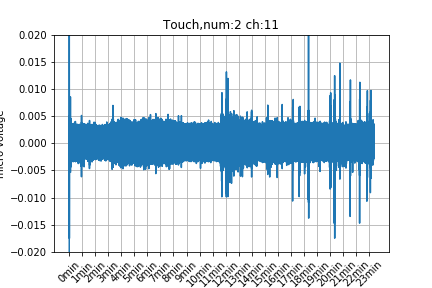 Touch,num:2 ch:11
0.020
0.015
0.010
0.005
0.000
−0.005
−0.010
−0.015
−0.020
voltage
0min
1min
2min
3min
4min
5min
6min
7min
8min
9min
10min
11min
12min
13min
14min
15min
16min
17min
18min
19min
20min
21min
22min
23min